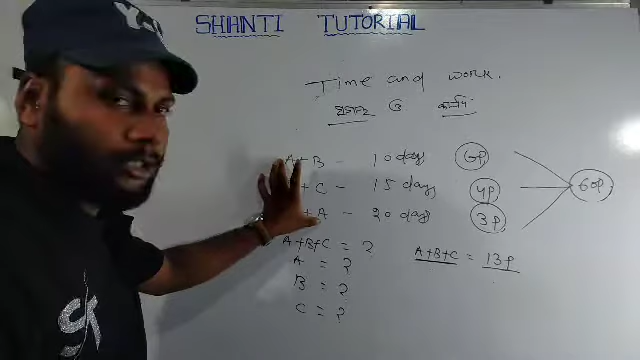 SHANTI TUTORIAL
Time and work.
A+B - 10 days 6p
+C - 15 days 4p 60p
+A - 20 days 3p
A+B+C = ?
A = ?
B = ?
C = ?
A+B+C = 13p